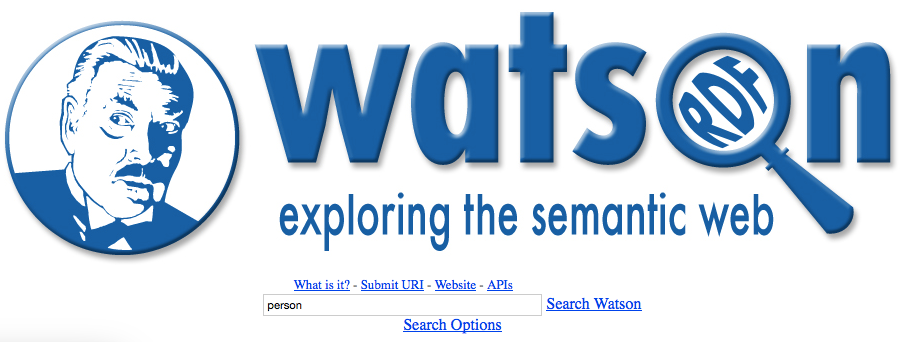 watson
RDF
exploring the semantic web
What is it? - Submit URI - Website - APIs
person Search Watson
Search Options